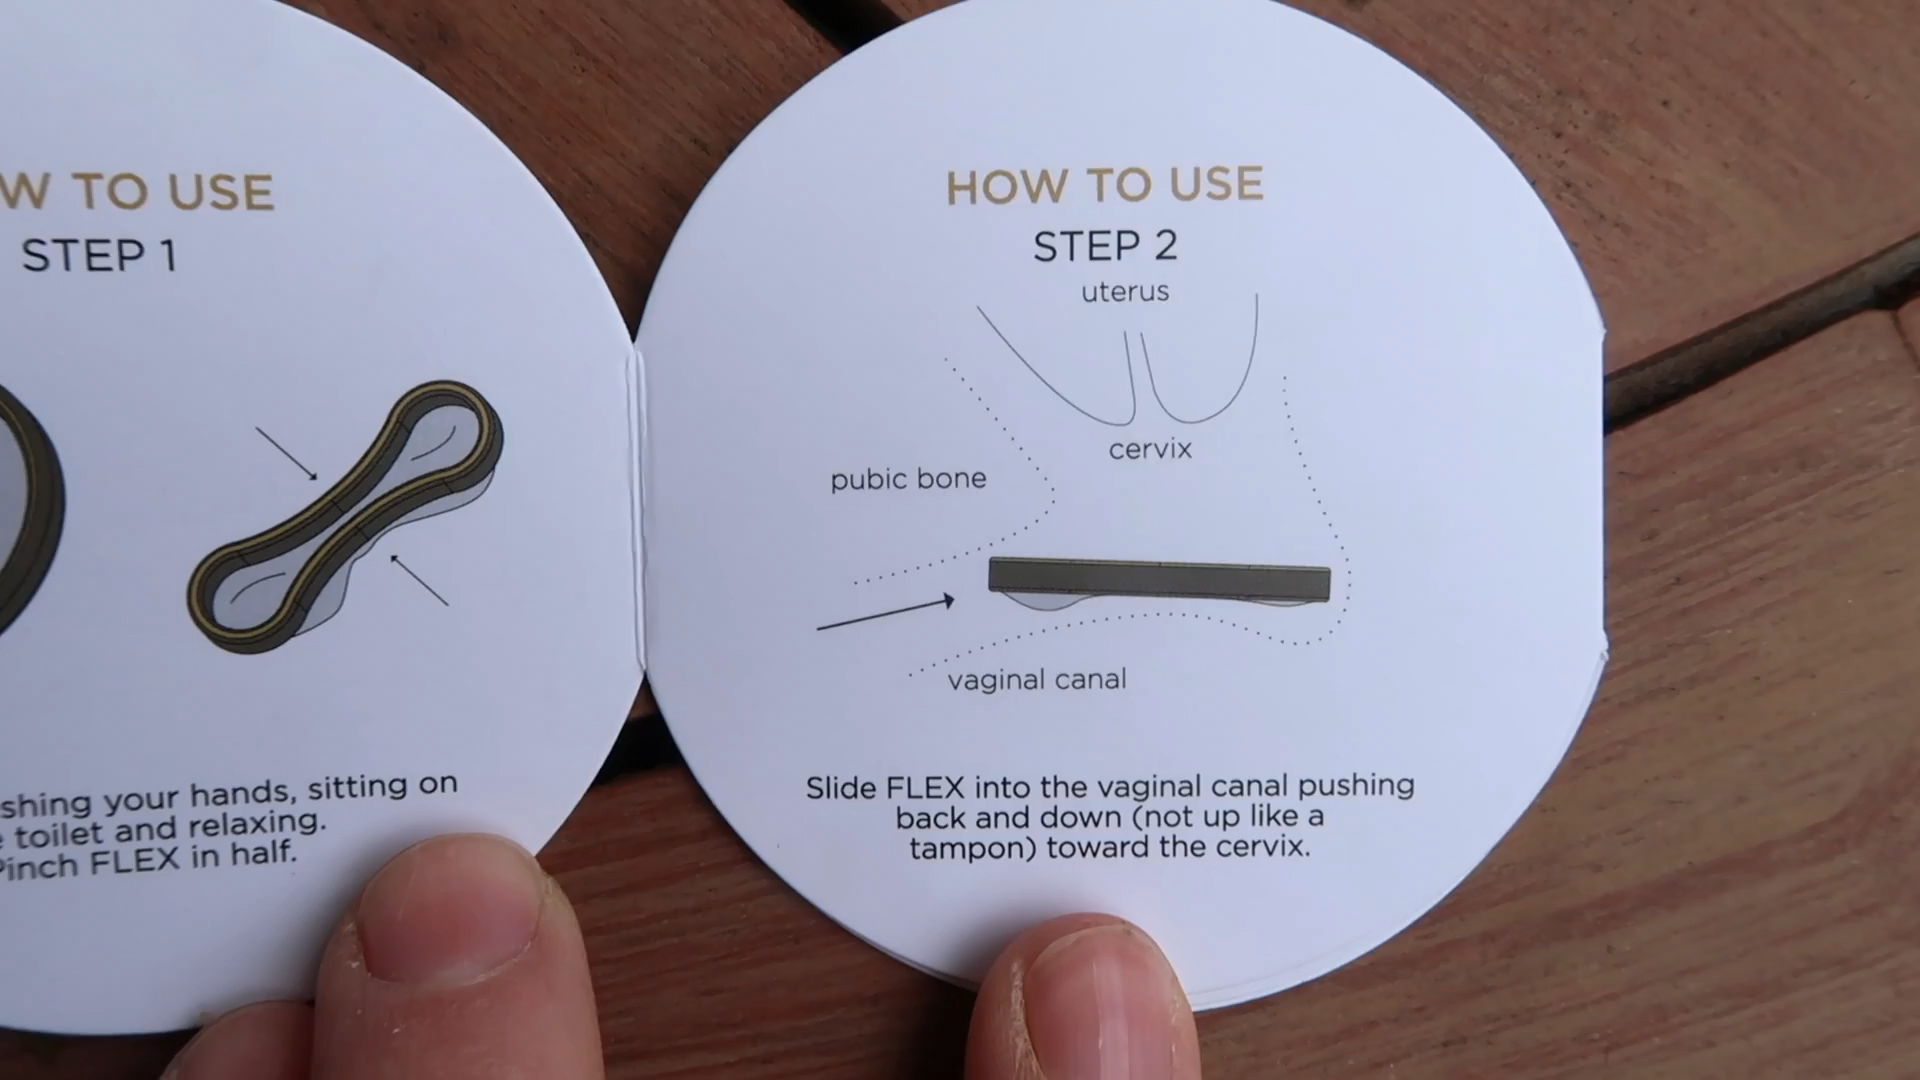 W TO USE
STEP 1
shing your hands, sitting on
toilet and relaxing.
Pinch FLEX in half.
HOW TO USE
STEP 2
uterus
cervix
pubic bone
vaginal canal
Slide FLEX into the vaginal canal pushing
back and down (not up like a
tampon) toward the cervix.